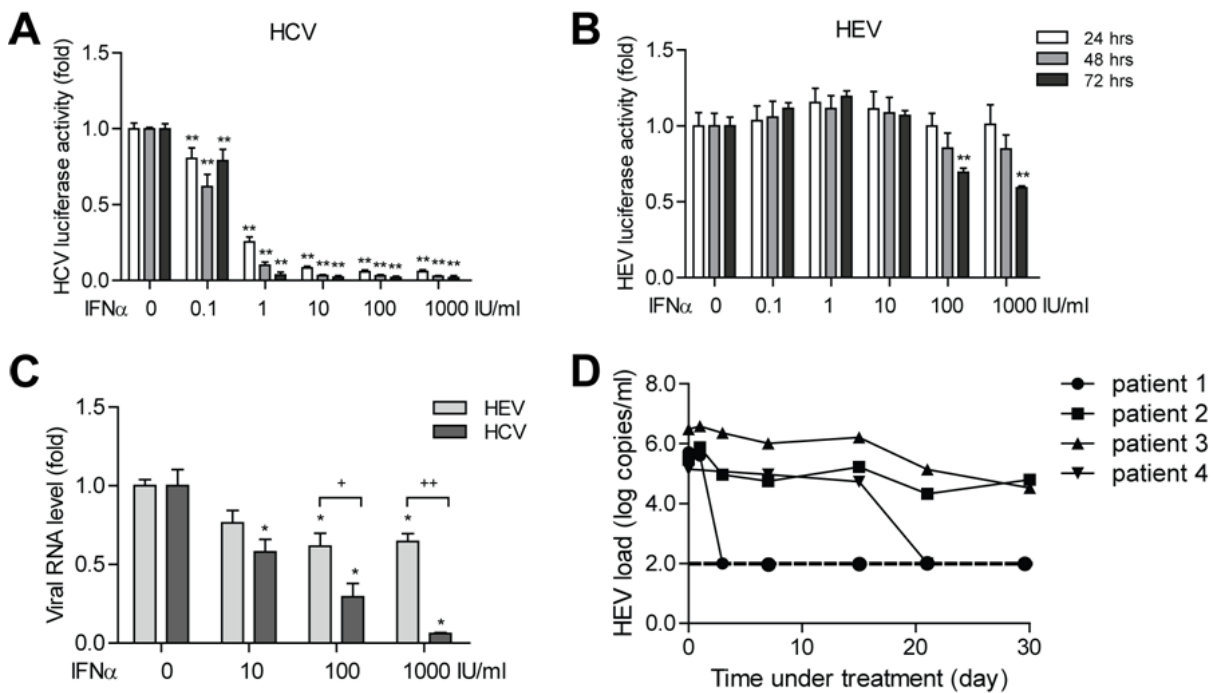 A
HCV
HCV luciferase activity (fold)
1.5
1.0
0.5
0.0
** ** **
** ** **
** ** **
** ** **
** ** **
IFNα 0 0.1 1 10 100 1000 IU/ml
B
HEV
24 hrs
48 hrs
72 hrs
HEV luciferase activity (fold)
1.5
1.0
0.5
0.0
**
**
IFNα 0 0.1 1 10 100 1000 IU/ml
C
HEV
HCV
Viral RNA level (fold)
1.5
1.0
0.5
0.0
+
++
*
*
*
*
*
IFNα 0 10 100 1000 IU/ml
D
patient 1
patient 2
patient 3
patient 4
HEV load (log copies/ml)
8.0
6.0
4.0
2.0
0.0
0 10 20 30
Time under treatment (day)